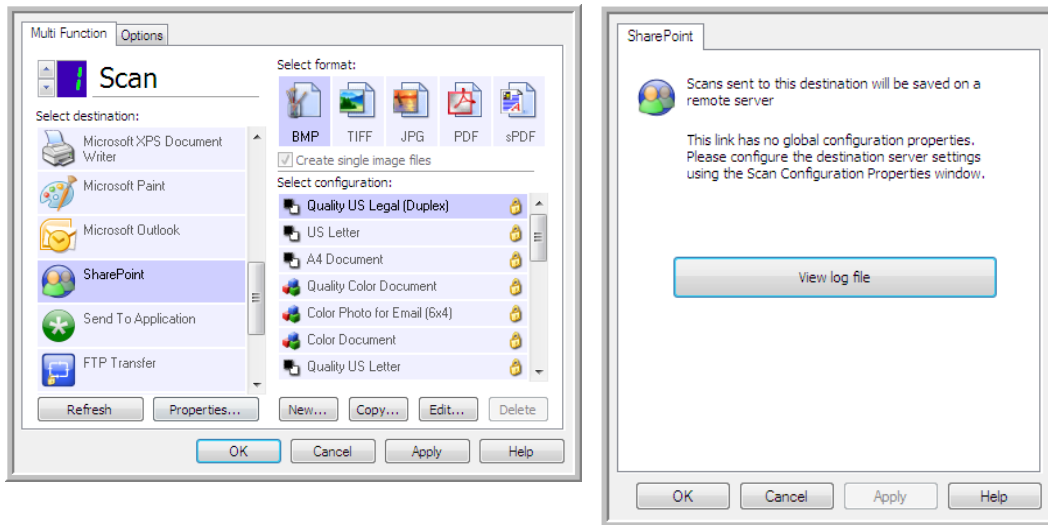 Multi Function
Options
1
Scan
Select destination:
Microsoft XPS Document
Writer
Microsoft Paint
Microsoft Outlook
SharePoint
Send To Application
FTP Transfer
Refresh
Properties...
Select format:
BMP
TIFF
JPG
PDF
sPDF
Create single image files
Select configuration:
Quality US Legal (Duplex)
US Letter
A4 Document
Quality Color Document
Color Photo for Email (6x4)
Color Document
Quality US Letter
New...
Copy...
Edit...
Delete
OK
Cancel
Apply
Help
SharePoint
Scans sent to this destination will be saved on a
remote server
This link has no global configuration properties.
Please configure the destination server settings
using the Scan Configuration Properties window.
View log file
OK
Cancel
Apply
Help